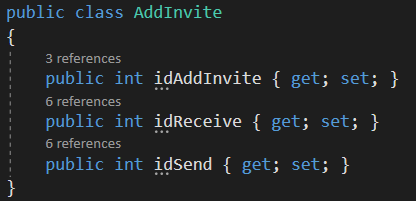 public class AddInvite
{
3 references
public int idAddInvite { get; set; }
6 references
public int idReceive { get; set; }
6 references
public int idSend { get; set; }
}